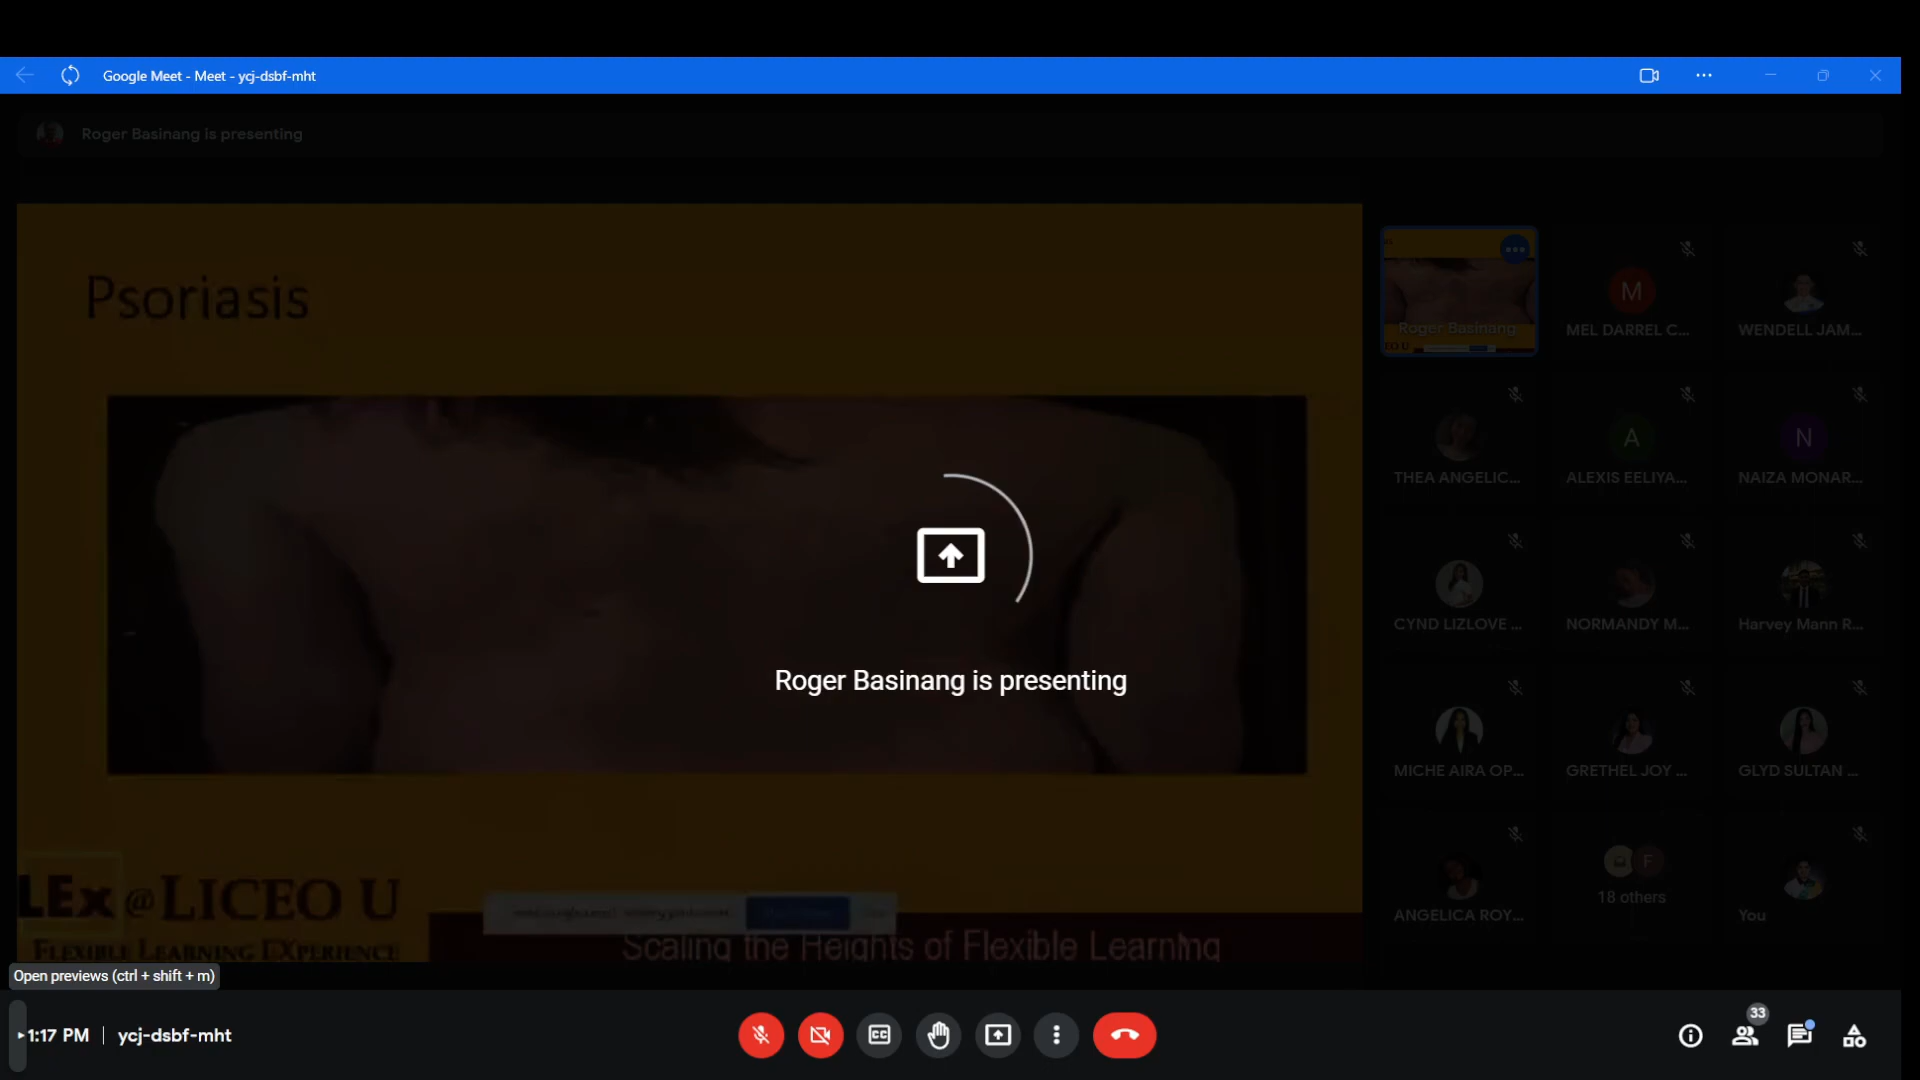 Google Meet - Meet - ycj-dsbf-mht
Roger Basinang is presenting
Psoriasis
Roger Basinang
MEL DARREL C...
WENDELL JAM...
THEA ANGELIC...
A
ALEXIS EELIYA...
N
NAIZA MONAR...
M
CYND LIZLOVE ...
NORMANDY M...
Harvey Mann R...
Roger Basinang is presenting
MICHE AIRA OP...
GRETHEL JOY ...
GLYD SULTAN ...
F
ANGELICA ROY...
18 others
You
LEx @ LICEO U
FLEXIBLE LEARNING EXPERIENCE
Scaling the Heights of Flexible Learning
Open previews (ctrl + shift + m)
1:17 PM | ycj-dsbf-mht
CC
33